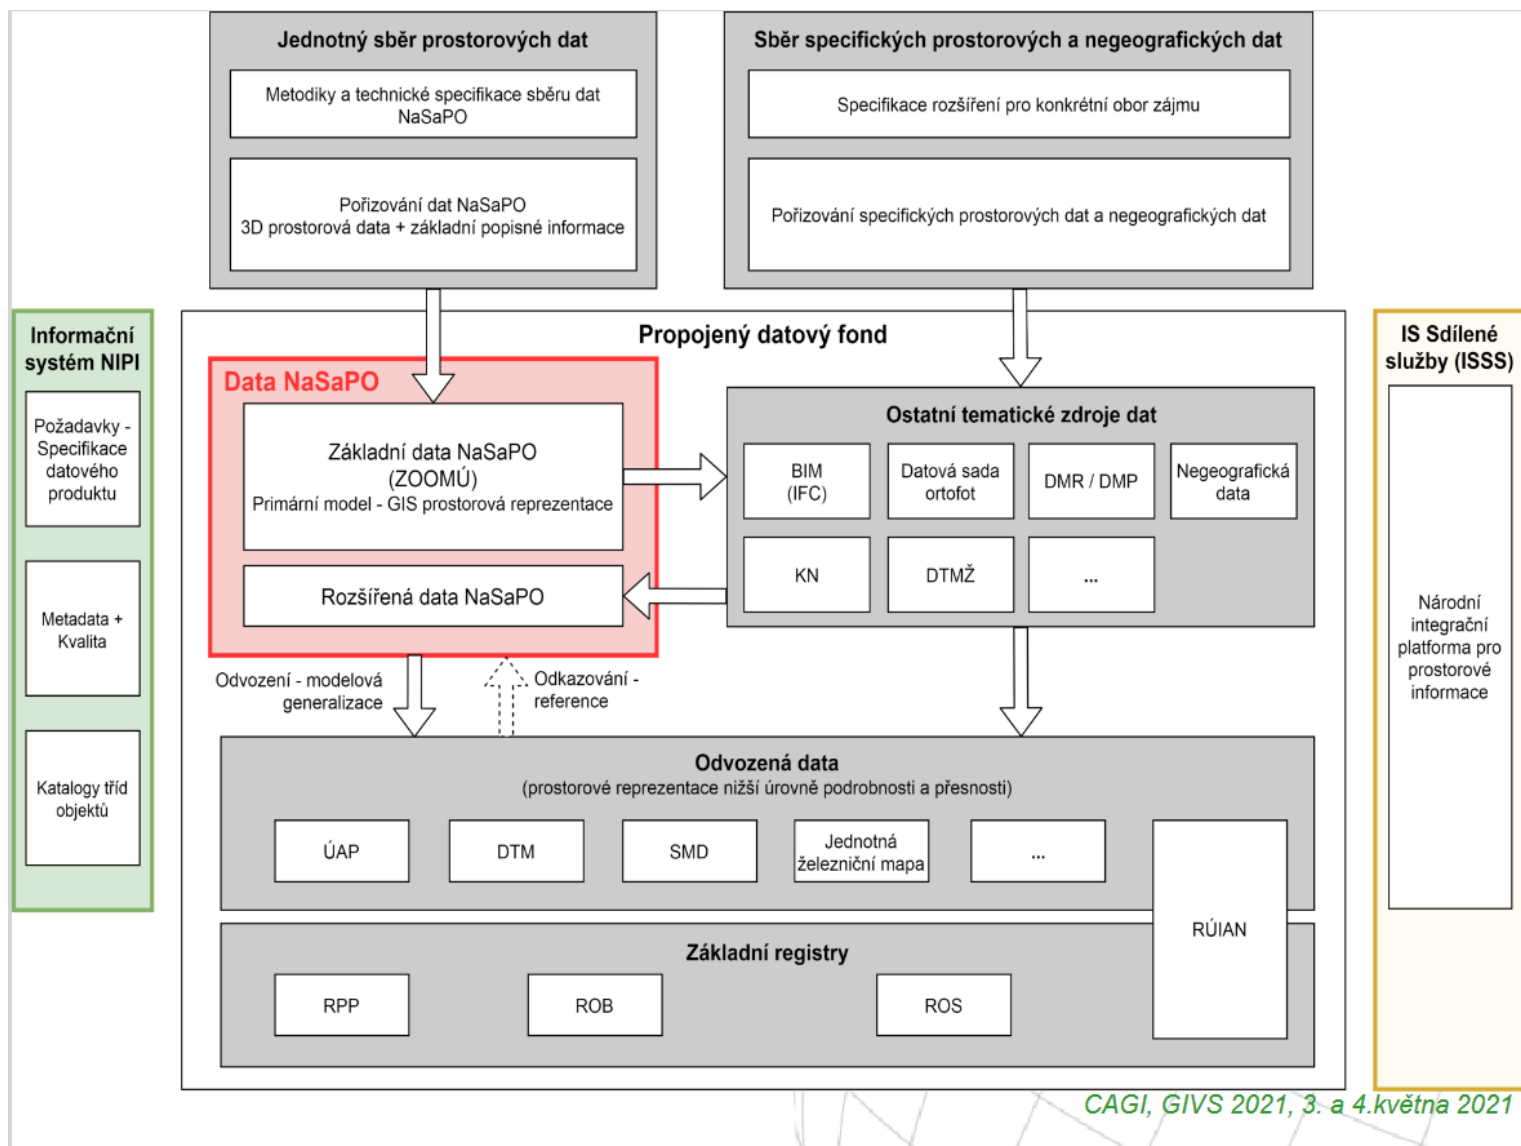 Jednotný sběr prostorových dat
Metodiky a technické specifikace sběru dat
NaSaPO
Pořizování dat NaSaPO
3D prostorová data + základní popisné informace
Sběr specifických prostorových a negeografických dat
Specifikace rozšíření pro konkrétní obor zájmu
Pořizování specifických prostorových dat a negeografických dat
Informační
systém NIPI
Požadavky -
Specifikace
datového
produktu
Metadata +
Kvalita
Katalogy tříd
objektů
Propojený datový fond
Data NaSaPO
Základní data NaSaPO
(ZOOMÚ)
Primární model - GIS prostorová reprezentace
Rozšířená data NaSaPO
Ostatní tematické zdroje dat
BIM
(IFC)
Datová sada
ortofot
DMR / DMP
Negeografická
data
KN
DTMŽ
...
Odvození - modelová
generalizace
Odkazování -
reference
Odvozená data
(prostorové reprezentace nižší úrovně podrobnosti a přesnosti)
ÚAP
DTM
SMD
Jednotná
železniční mapa
...
RÚIAN
Základní registry
RPP
ROB
ROS
IS Sdílené
služby (ISSS)
Národní
integrační
platforma pro
prostorové
informace
CAGI, GIVS 2021, 3. a 4.května 2021